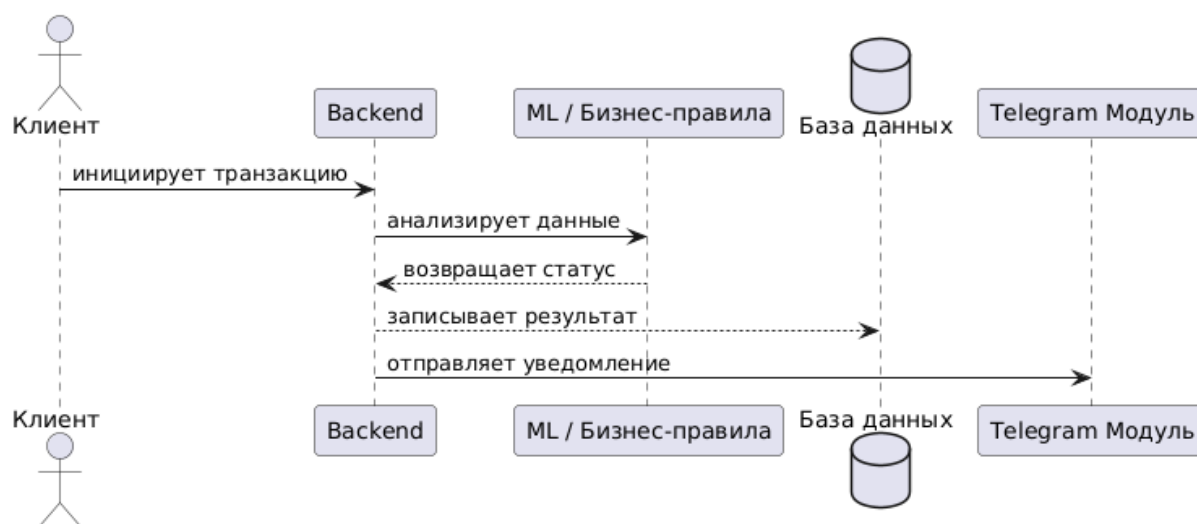 Клиент
Backend
ML / Бизнес-правила
База данных
Telegram Модуль
инициирует транзакцию
анализирует данные
возвращает статус
записывает результат
отправляет уведомление
Клиент
Backend
ML / Бизнес-правила
База данных
Telegram Модуль